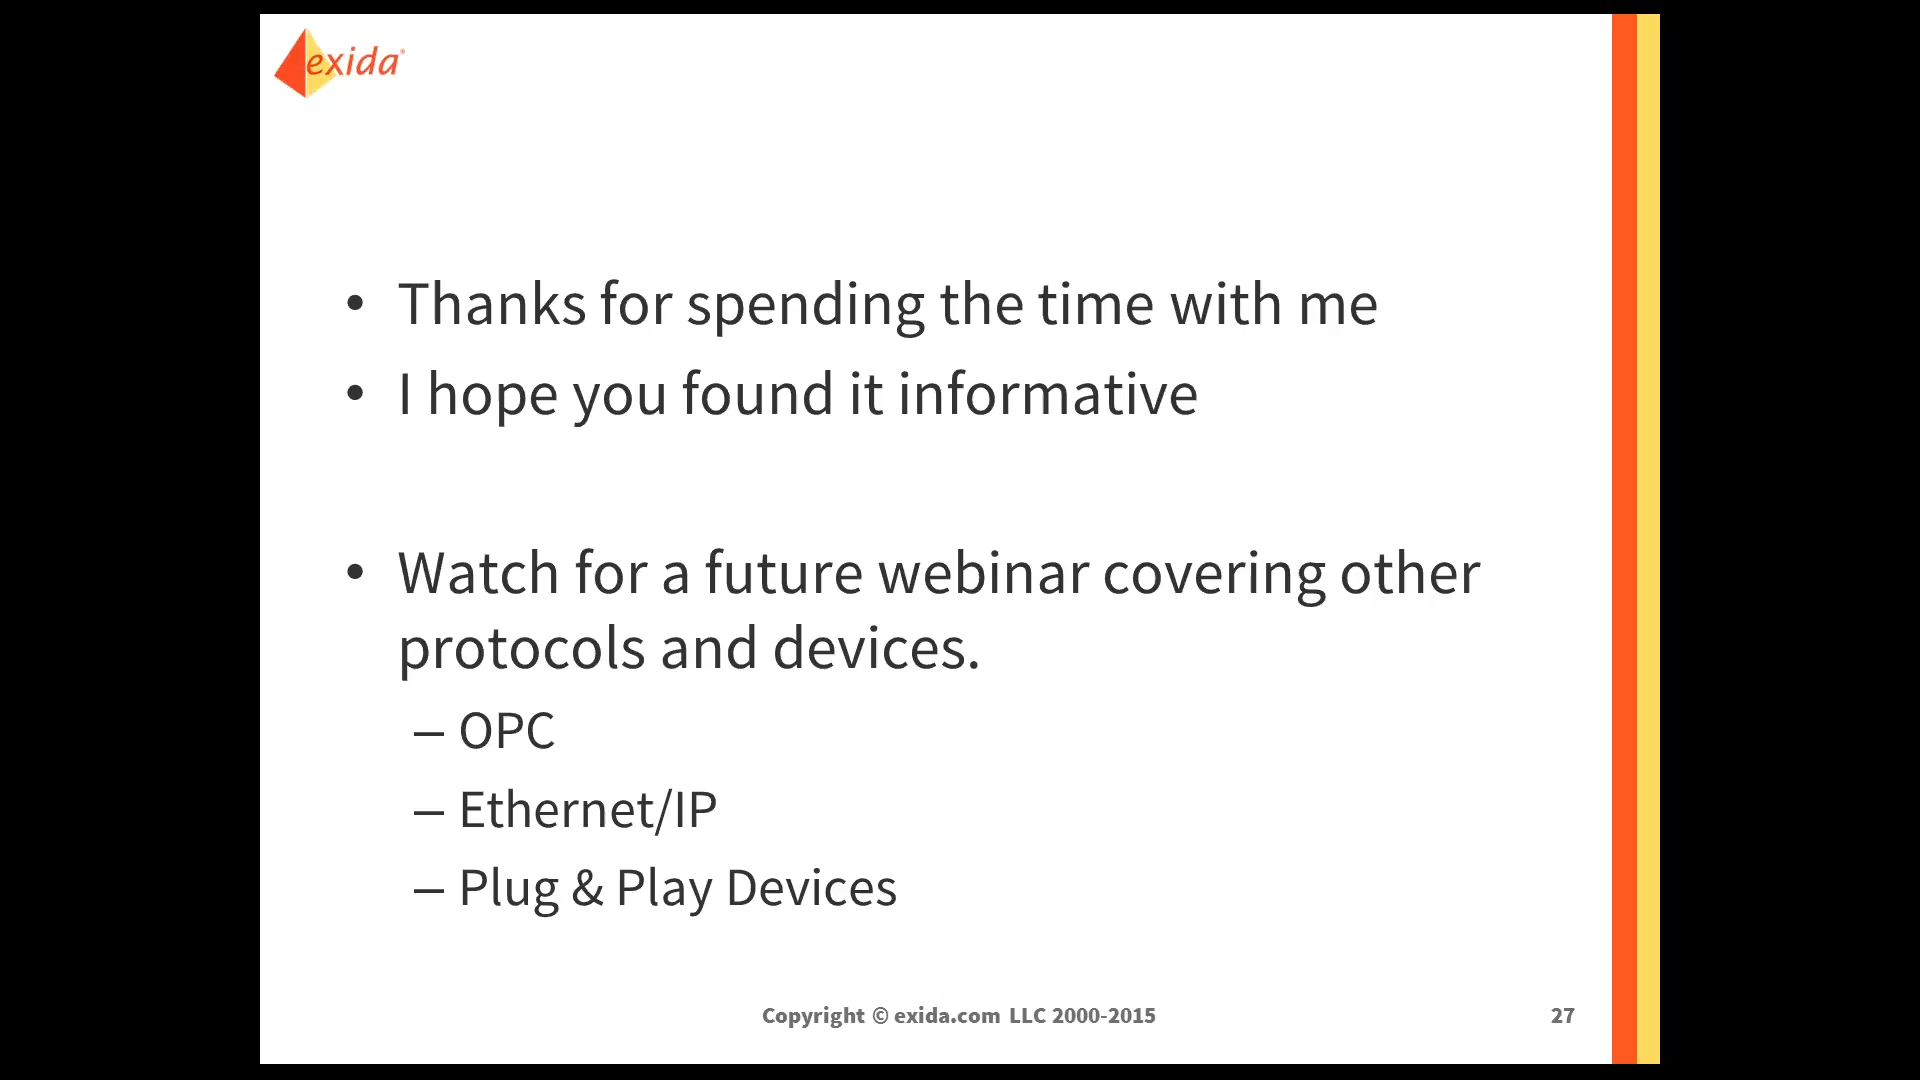 exida®
• Thanks for spending the time with me
• I hope you found it informative
• Watch for a future webinar covering other
protocols and devices.
– OPC
– Ethernet/IP
– Plug & Play Devices
Copyright © exida.com LLC 2000-2015
27